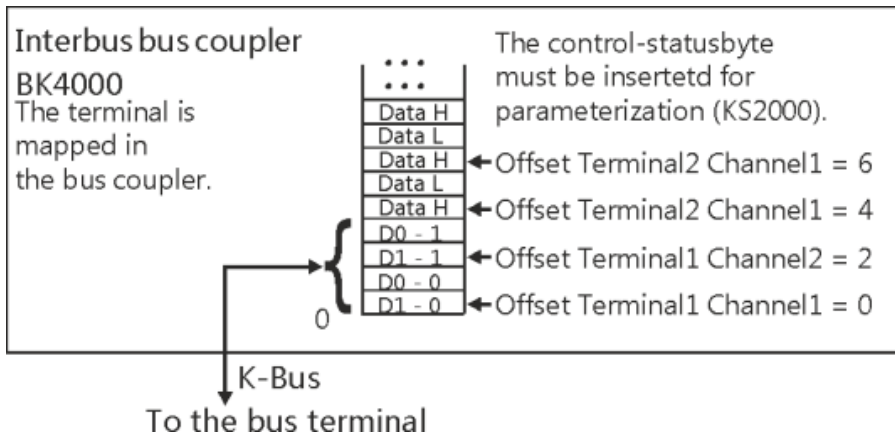 Interbus bus coupler
BK4000
The terminal is
mapped in
the bus coupler.
The control-statusbyte
must be insertetd for
parameterization (KS2000).
Data H
Data L
Data H
Offset Terminal2 Channel1 = 6
Data L
Data H
Offset Terminal2 Channel1 = 4
D0 - 1
D1 - 1
Offset Terminal1 Channel2 = 2
D0 - 0
D1 - 0
Offset Terminal1 Channel1 = 0
0
K-Bus
To the bus terminal